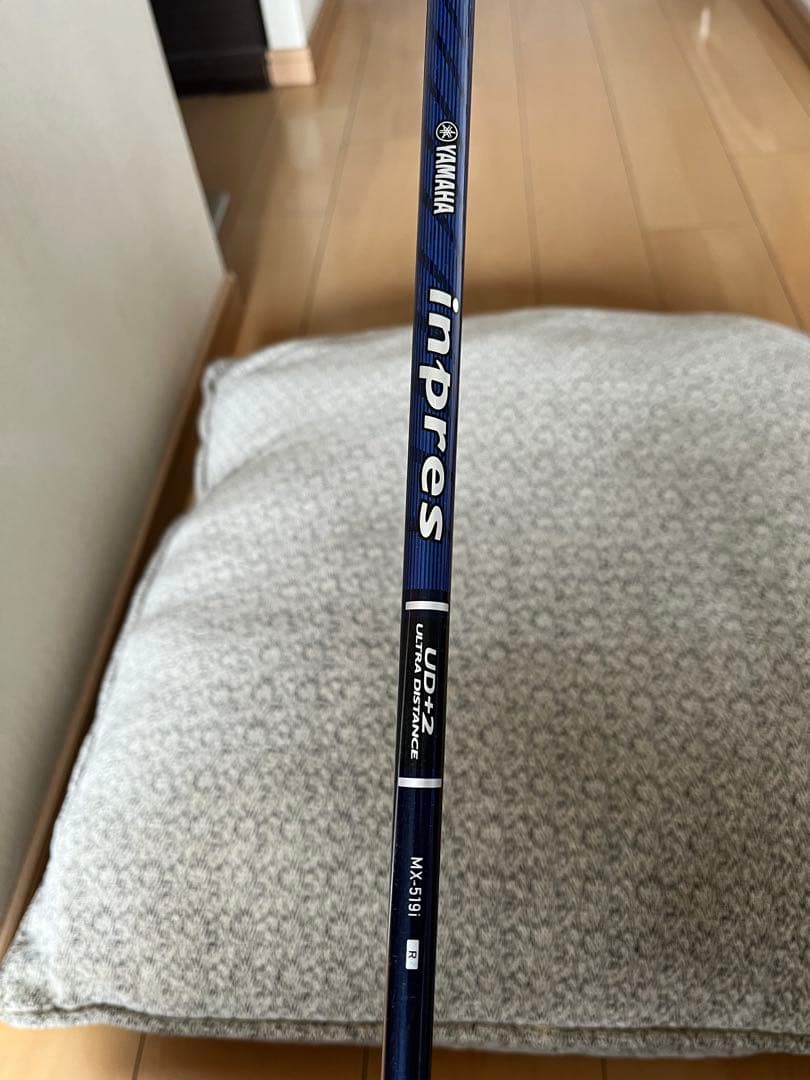 YAMAHA
inpres
UD+2
ULTRA DISTANCE
MX-519i
R